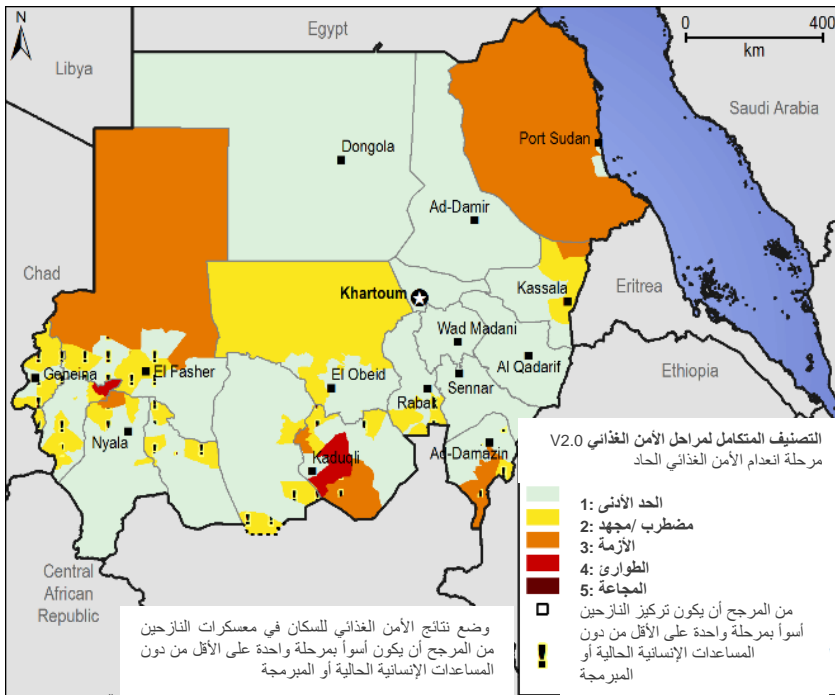 N
Egypt
0 400
km
Libya
Saudi Arabia
Port Sudan
Dongola
Ad-Damir
Chad
Khartoum
Kassala
Eritrea
Wad Madani
Al Qadarif
Ethiopia
Geneina
El Fasher
El Obeid
Sennar
Rabak
Nyala
Kaduqli
Ad-Damazin
Central
African
Republic
التصنيف المتكامل لمراحل الأمن الغذائي V2.0
مرحلة انعدام الأمن الغذائي الحاد
1: الحد الأدنى
2: مضطرب /مجهد
3: الأزمة
4: الطوارئ
5: المجاعة
من المرجح أن يكون تركيز النازحين
أسوأ بمرحلة واحدة على الأقل من دون
المساعدات الإنسانية الحالية أو
المبرمجة
وضع نتائج الأمن الغذائي للسكان في معسكرات النازحين
من المرجح أن يكون أسوأ بمرحلة واحدة على الأقل من دون
المساعدات الإنسانية الحالية أو المبرمجة